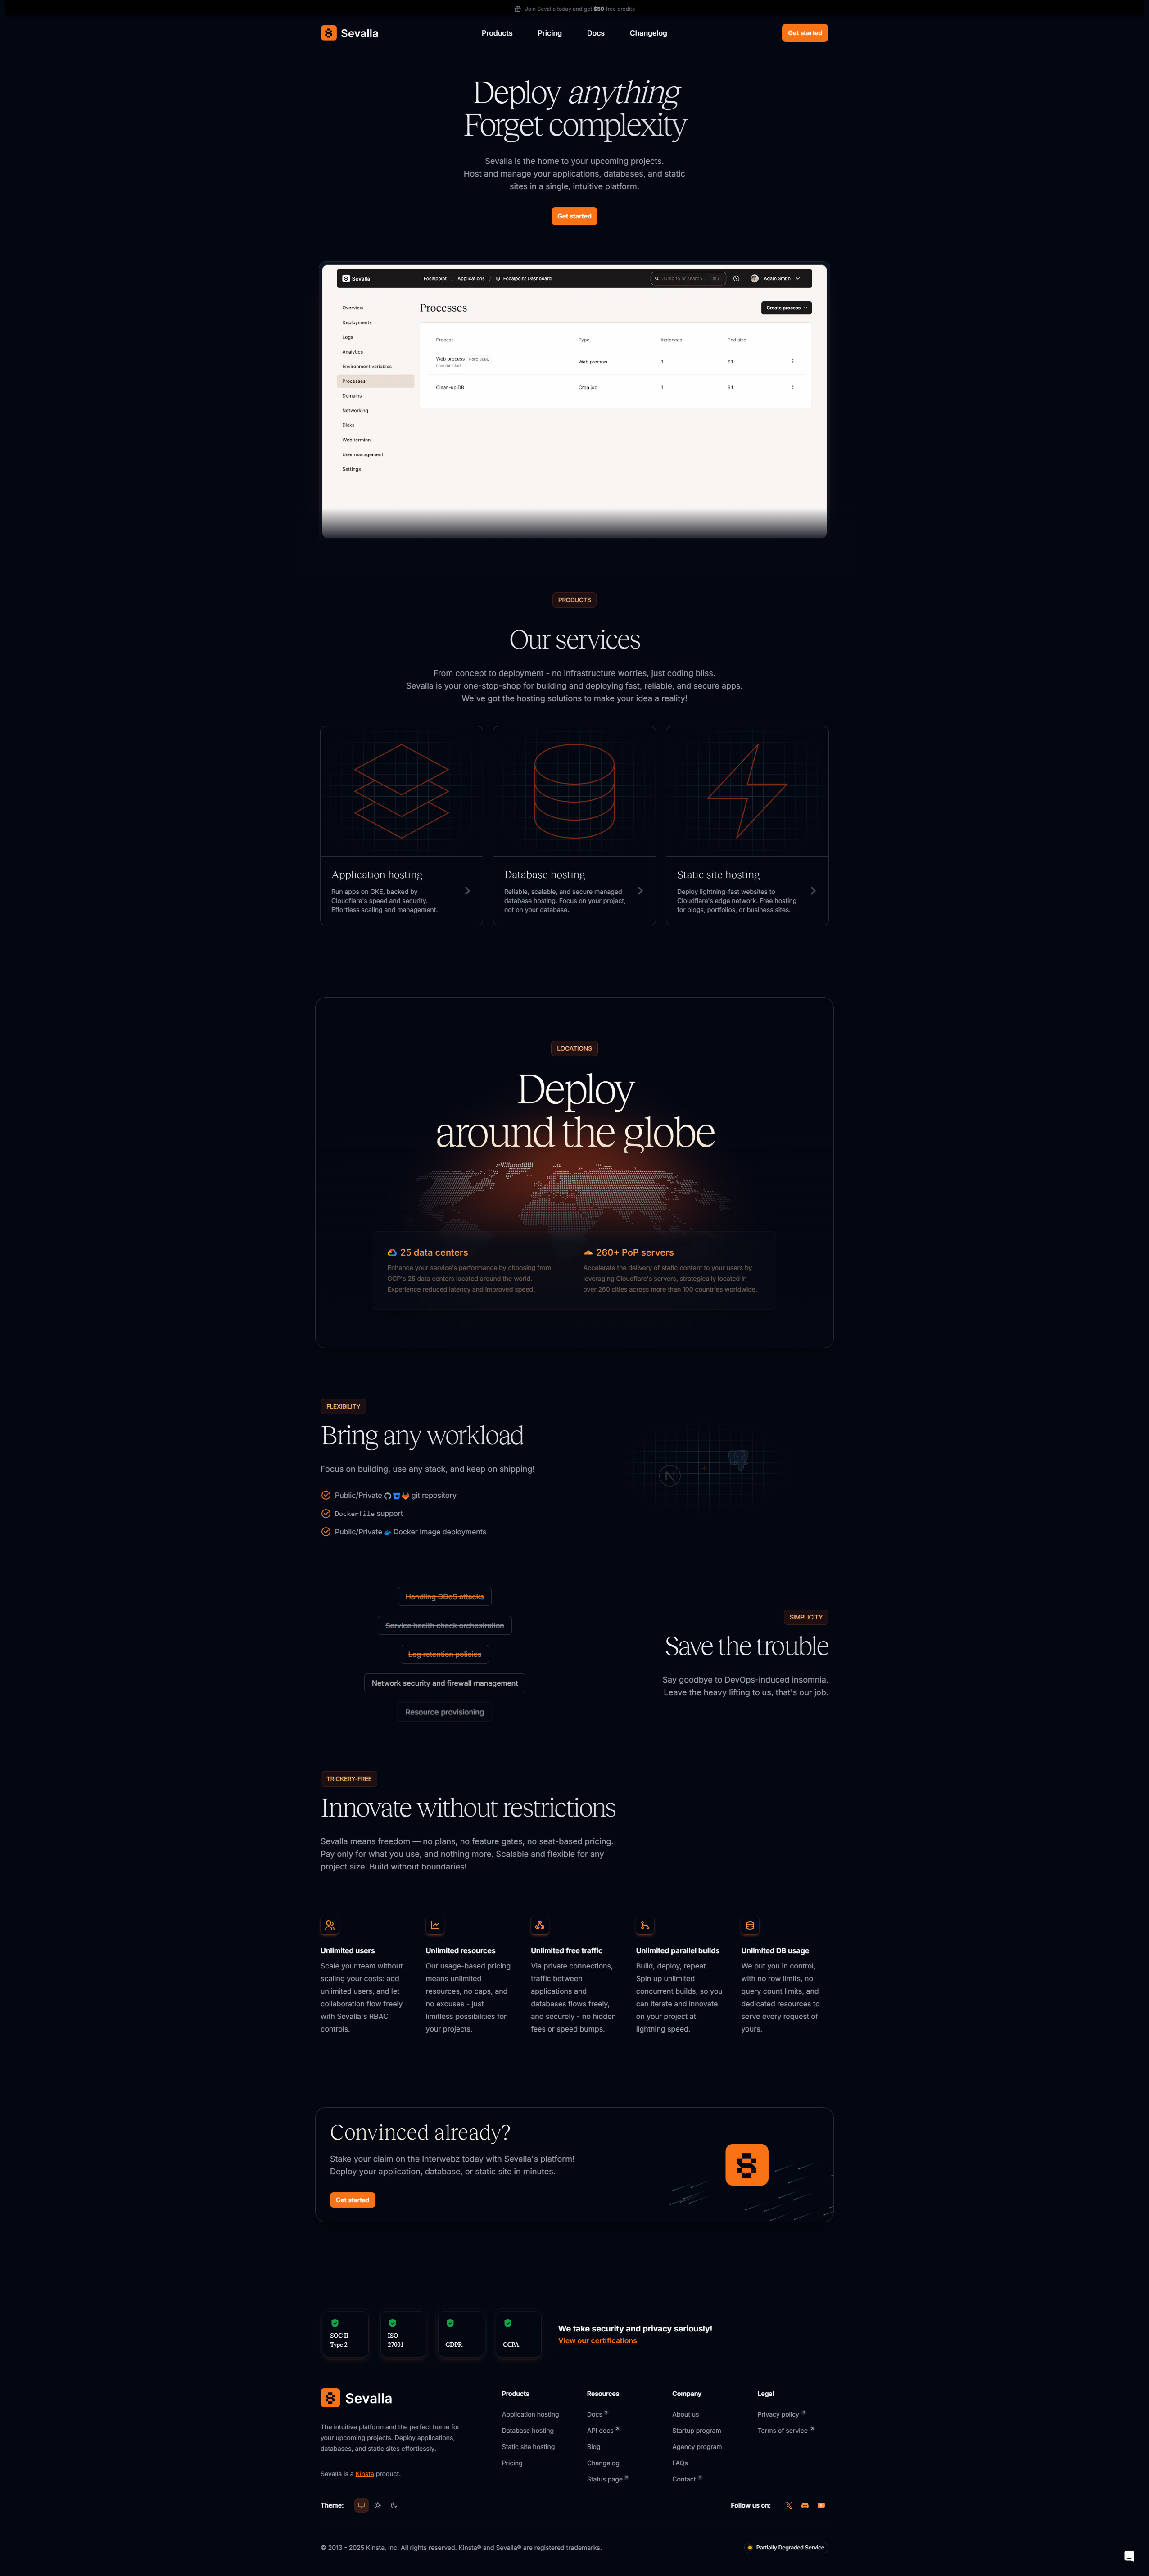 Join Sevalla today and get $50 free credits
Sevalla
Products
Pricing
Docs
Changelog
Get started
Deploy anything
Forget complexity
Sevalla is the home to your upcoming projects.
Host and manage your applications, databases, and static
sites in a single, intuitive platform.
Get started
Sevalla
Focalpoint / Applications / Focalpoint Dashboard
Jump to or search... ⌘ /
Adam Smith
Overview
Deployments
Logs
Analytics
Environment variables
Processes
Domains
Networking
Disks
Web terminal
User management
Settings
Processes
Create process
Process Type Instances Pod size
Web process Port: 8080 Web process 1 S1
npm run start
Clean-up DB Cron job 1 S1
PRODUCTS
Our services
From concept to deployment - no infrastructure worries, just coding bliss.
Sevalla is your one-stop-shop for building and deploying fast, reliable, and secure apps.
We've got the hosting solutions to make your idea a reality!
Application hosting
Run apps on GKE, backed by
Cloudflare's speed and security.
Effortless scaling and management.
Database hosting
Reliable, scalable, and secure managed
database hosting. Focus on your project,
not on your database.
Static site hosting
Deploy lightning-fast websites to
Cloudflare's edge network. Free hosting
for blogs, portfolios, or business sites.
LOCATIONS
Deploy
around the globe
25 data centers
Enhance your service's performance by choosing from
GCP's 25 data centers located around the world.
Experience reduced latency and improved speed.
260+ PoP servers
Accelerate the delivery of static content to your users by
leveraging Cloudflare's servers, strategically located in
over 260 cities across more than 100 countries worldwide.
FLEXIBILITY
Bring any workload
Focus on building, use any stack, and keep on shipping!
Public/Private git repository
Dockerfile support
Public/Private Docker image deployments
Handling DDoS attacks
Service health check orchestration
Log retention policies
Network security and firewall management
Resource provisioning
SIMPLICITY
Save the trouble
Say goodbye to DevOps-induced insomnia.
Leave the heavy lifting to us, that's our job.
TRICKERY-FREE
Innovate without restrictions
Sevalla means freedom — no plans, no feature gates, no seat-based pricing.
Pay only for what you use, and nothing more. Scalable and flexible for any
project size. Build without boundaries!
Unlimited users
Scale your team without
scaling your costs: add
unlimited users, and let
collaboration flow freely
with Sevalla's RBAC
controls.
Unlimited resources
Our usage-based pricing
means unlimited
resources, no caps, and
no excuses - just
limitless possibilities for
your projects.
Unlimited free traffic
Via private connections,
traffic between
applications and
databases flows freely,
and securely - no hidden
fees or speed bumps.
Unlimited parallel builds
Build, deploy, repeat.
Spin up unlimited
concurrent builds, so you
can iterate and innovate
on your project at
lightning speed.
Unlimited DB usage
We put you in control,
with no row limits, no
query count limits, and
dedicated resources to
serve every request of
yours.
Convinced already?
Stake your claim on the Interwebz today with Sevalla's platform!
Deploy your application, database, or static site in minutes.
Get started
SOC II
Type 2
ISO
27001
GDPR
CCPA
We take security and privacy seriously!
View our certifications
Sevalla
The intuitive platform and the perfect home for
your upcoming projects. Deploy applications,
databases, and static sites effortlessly.
Sevalla is a Kinsta product.
Products
Application hosting
Database hosting
Static site hosting
Pricing
Resources
Docs
API docs
Blog
Changelog
Status page
Company
About us
Startup program
Agency program
FAQs
Contact
Legal
Privacy policy
Terms of service
Theme:
Follow us on:
© 2013 - 2025 Kinsta, Inc. All rights reserved. Kinsta® and Sevalla® are registered trademarks.
Partially Degraded Service